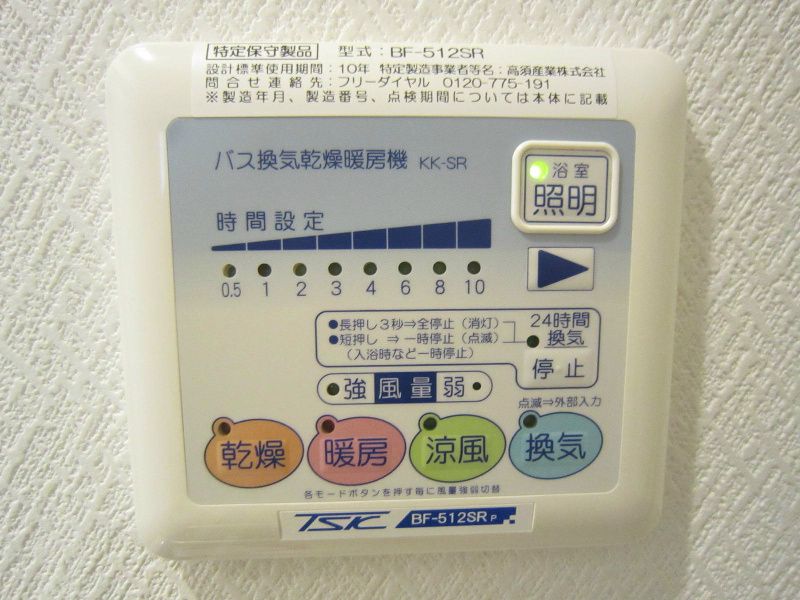 特定保守製品 型式：BF-512SR
設計標準使用期間：10年 特定製造事業者等名：高須産業株式会社
問合せ連絡先：フリーダイヤル 0120-775-191
※製造年月、製造番号、点検期間については本体に記載
バス換気乾燥暖房機 KK-SR
浴室
照明
時間設定
0.5 1 2 3 4 6 8 10
●長押し3秒⇒全停止（消灯）
●短押し ⇒一時停止（点滅）
（入浴時など一時停止）
24時間
換気
停止
強 風量 弱
点滅⇒外部入力
乾燥 暖房 涼風 換気
各モードボタンを押す毎に風量強弱切替
TSK BF-512SR P